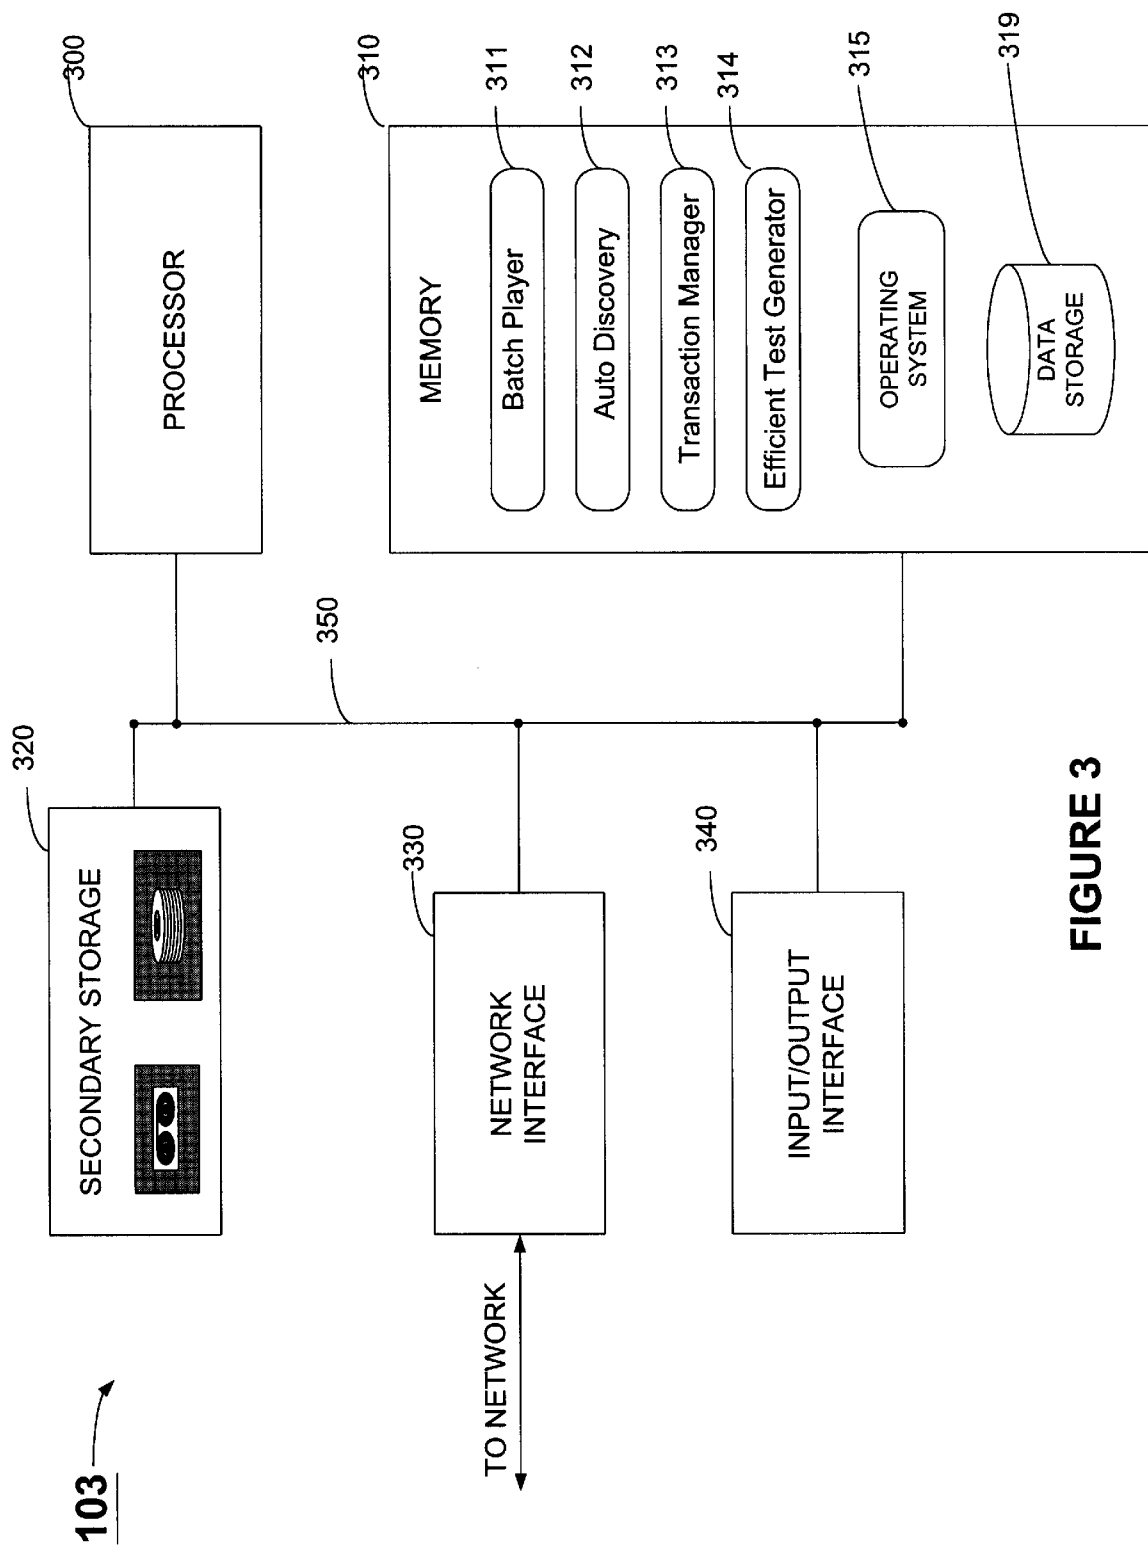 103
320
SECONDARY STORAGE
300
PROCESSOR
350
TO NETWORK
330
NETWORK
INTERFACE
340
INPUT/OUTPUT
INTERFACE
310
MEMORY
311
Batch Player
312
Auto Discovery
313
Transaction Manager
314
Efficient Test Generator
315
OPERATING
SYSTEM
319
DATA
STORAGE
FIGURE 3